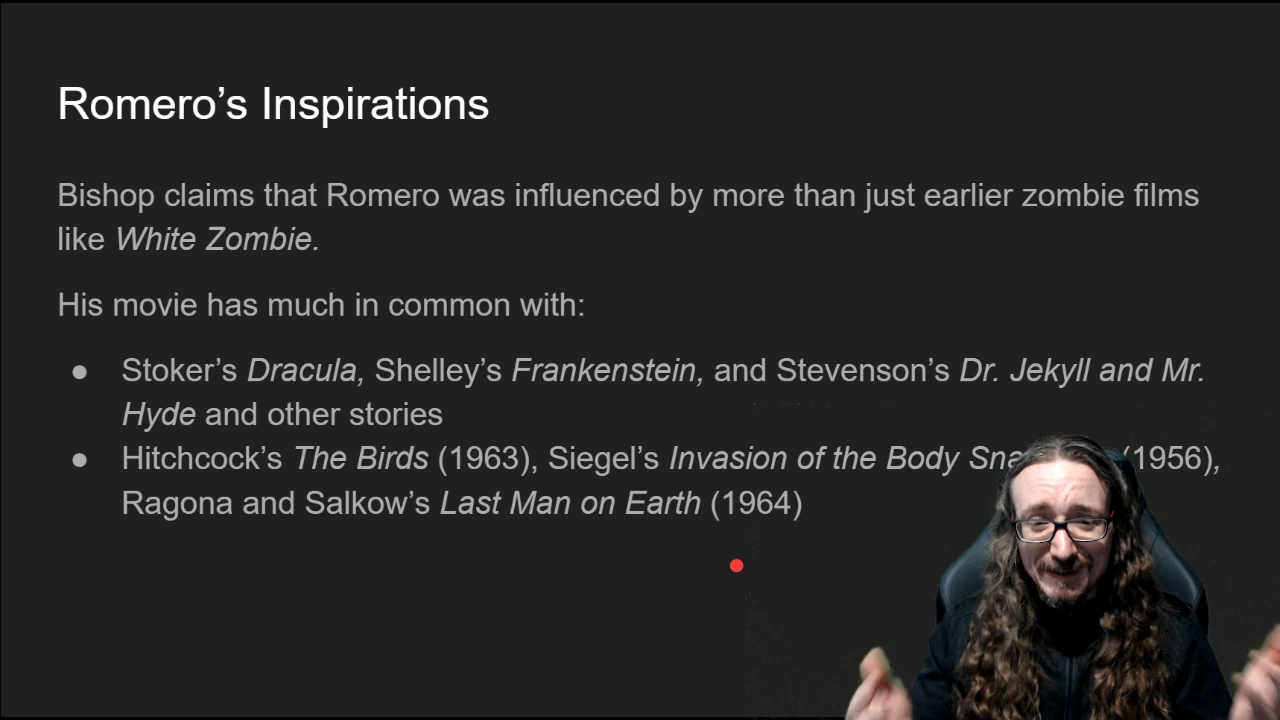 Romero’s Inspirations
Bishop claims that Romero was influenced by more than just earlier zombie films
like White Zombie.
His movie has much in common with:
● Stoker’s Dracula, Shelley’s Frankenstein, and Stevenson’s Dr. Jekyll and Mr.
Hyde and other stories
● Hitchcock’s The Birds (1963), Siegel’s Invasion of the Body (1956),
Ragona and Salkow’s Last Man on Earth (1964)